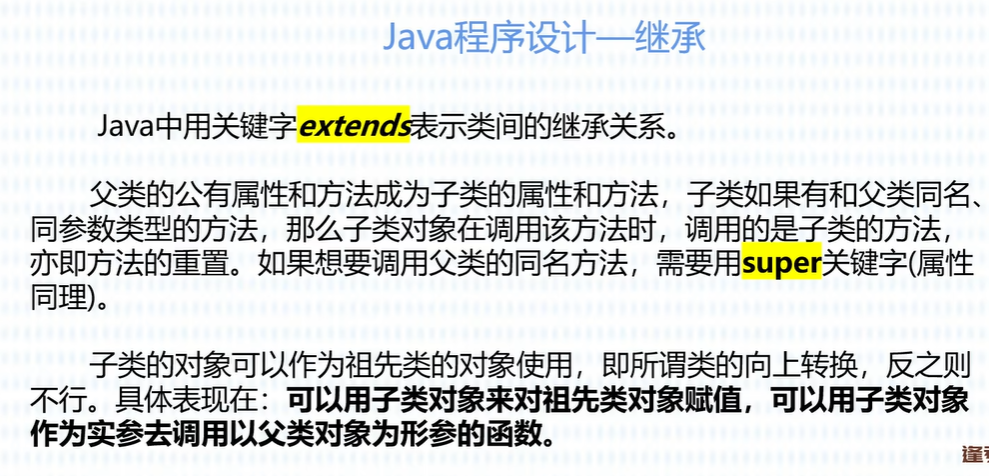 Java程序设计—继承
Java中用关键字extends表示类间的继承关系。
父类的公有属性和方法成为子类的属性和方法，子类如果有和父类同名、
同参数类型的方法，那么子类对象在调用该方法时，调用的是子类的方法，
亦即方法的重置。如果想要调用父类的同名方法，需要用super关键字(属性
同理)。
子类的对象可以作为祖先类的对象使用，即所谓类的向上转换，反之则
不行。具体表现在：可以用子类对象来对祖先类对象赋值，可以用子类对象
作为实参去调用以父类对象为形参的函数。